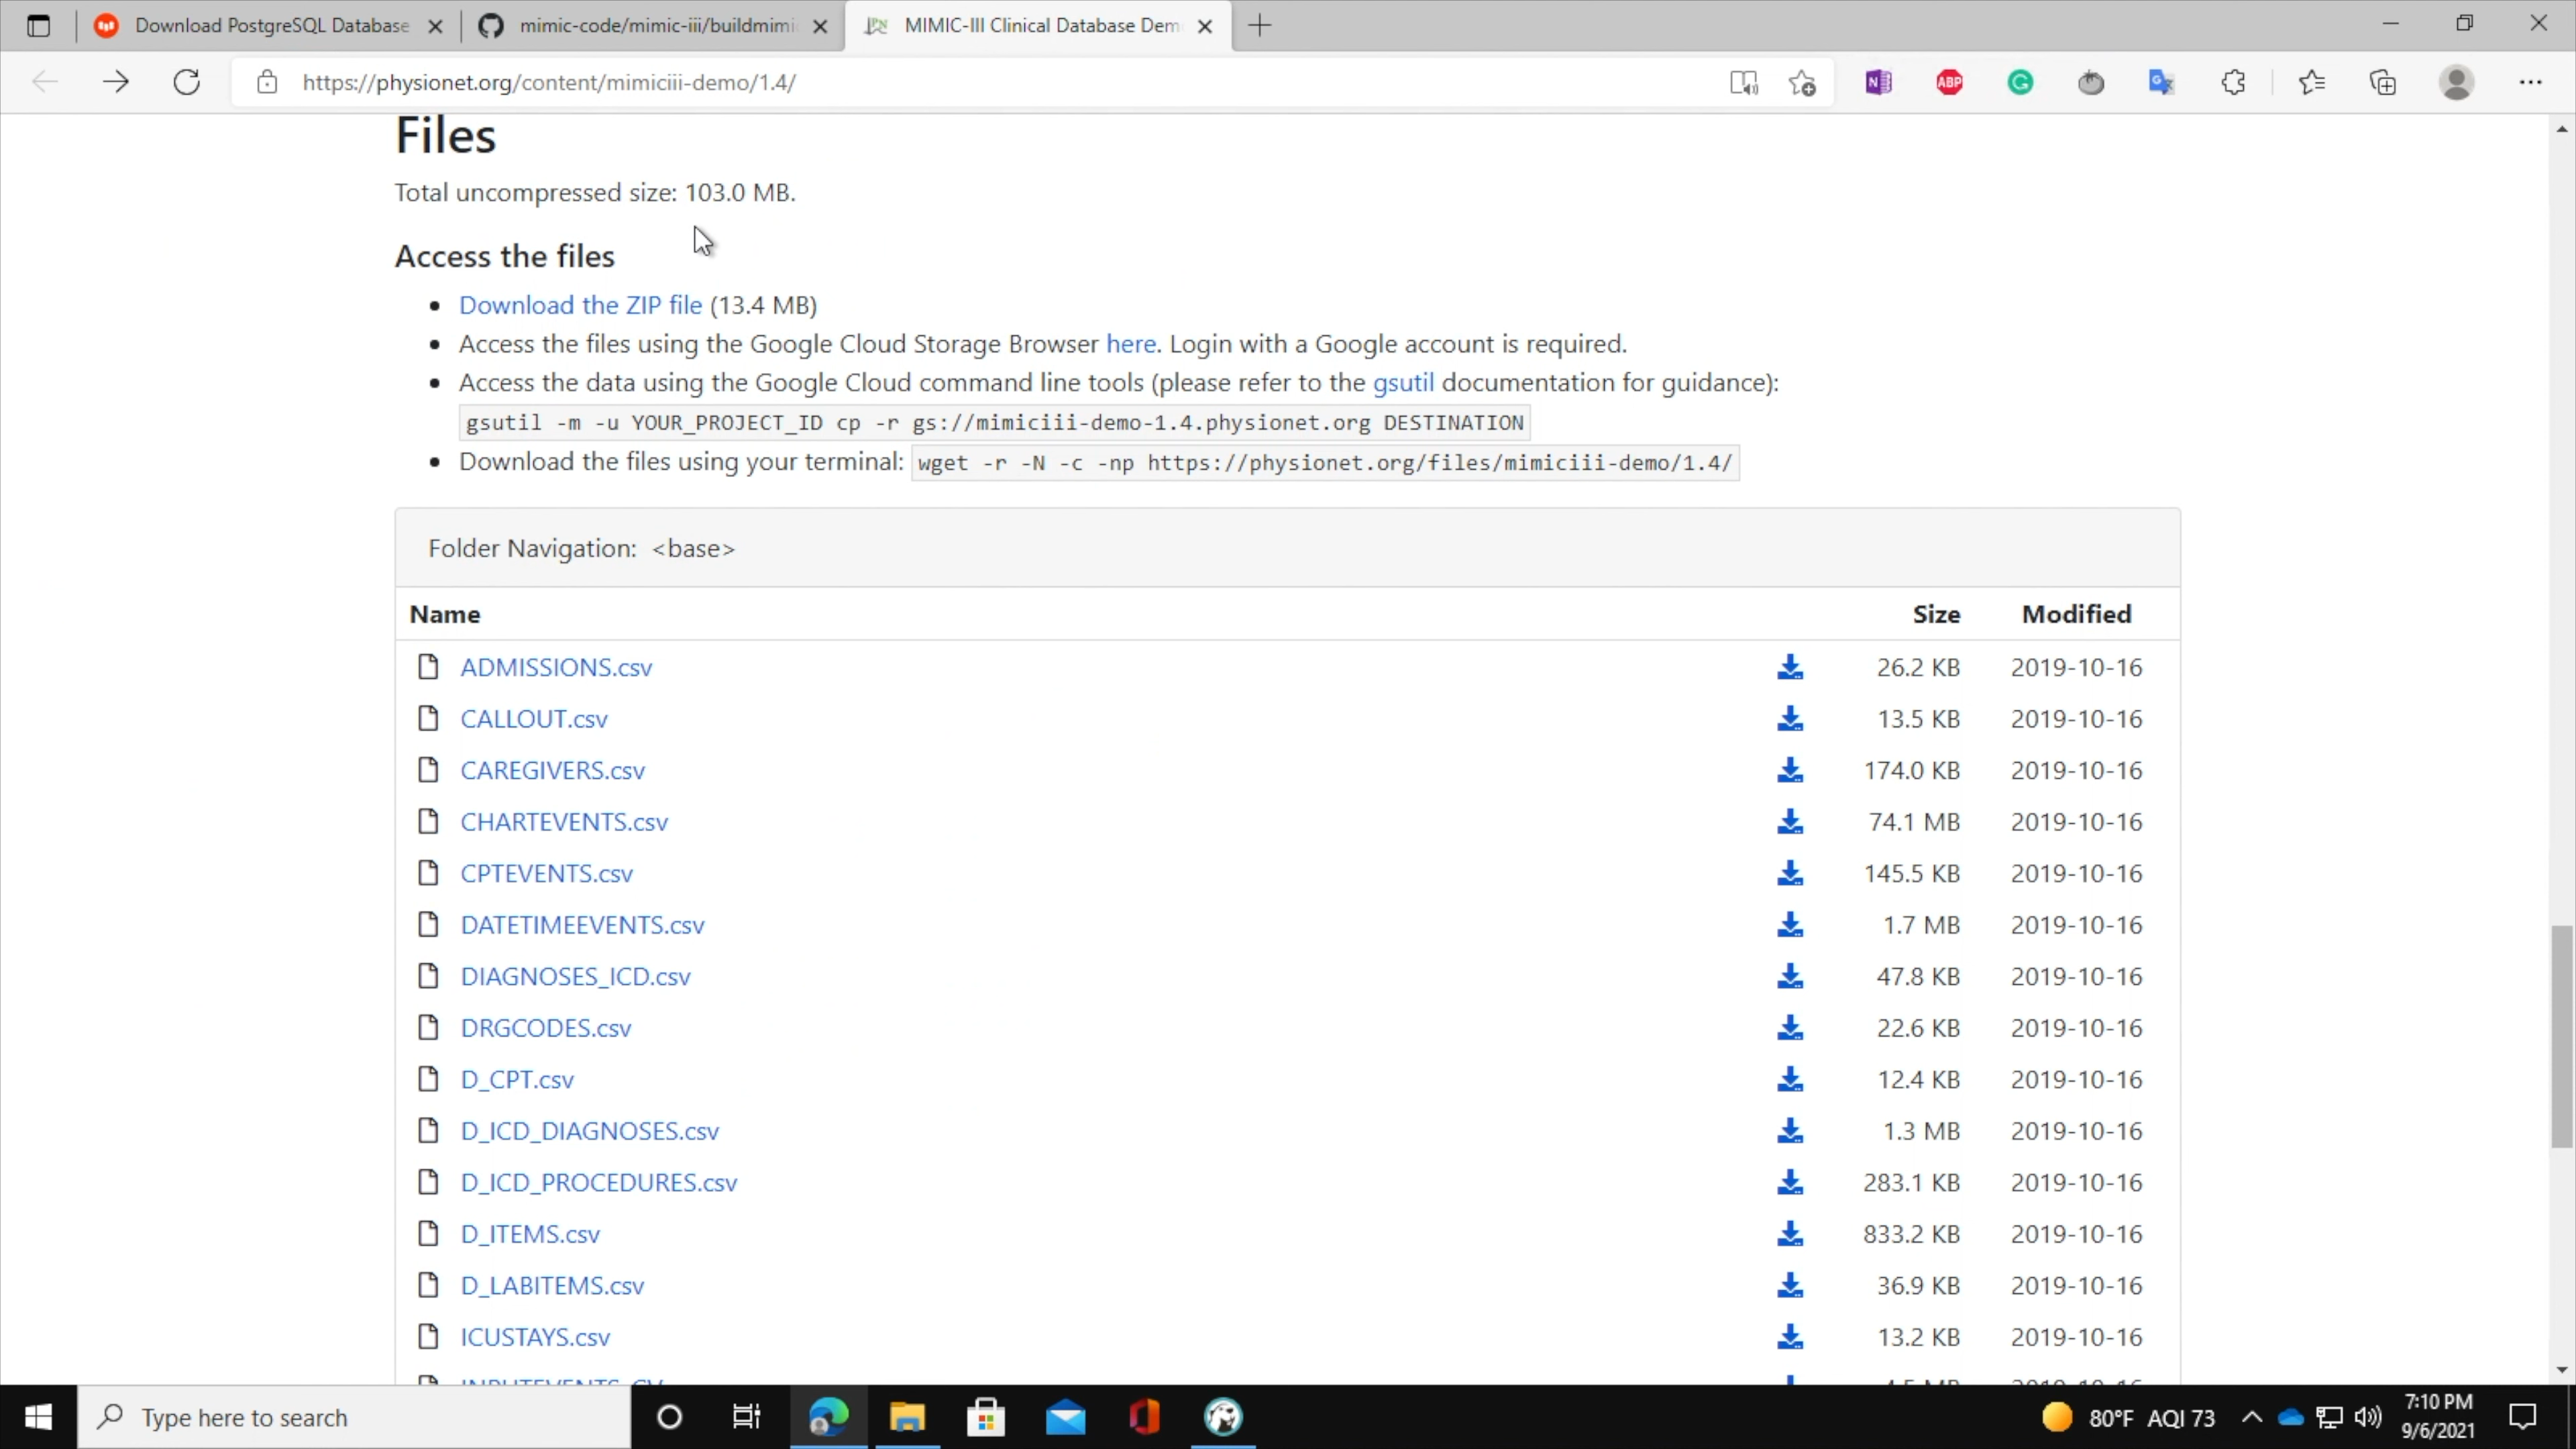 Download PostgreSQL Database
mimic-code/mimic-iii/buildmimi
MIMIC-III Clinical Database Dem
https://physionet.org/content/mimiciii-demo/1.4/
ABP
Files
Total uncompressed size: 103.0 MB.
Access the files
Download the ZIP file (13.4 MB)
Access the files using the Google Cloud Storage Browser here. Login with a Google account is required.
Access the data using the Google Cloud command line tools (please refer to the gsutil documentation for guidance):
gsutil -m -u YOUR_PROJECT_ID cp -r gs://mimiciii-demo-1.4.physionet.org DESTINATION
Download the files using your terminal: wget -r -N -c -np https://physionet.org/files/mimiciii-demo/1.4/
Folder Navigation: <base>
Name Size Modified
ADMISSIONS.csv 26.2 KB 2019-10-16
CALLOUT.csv 13.5 KB 2019-10-16
CAREGIVERS.csv 174.0 KB 2019-10-16
CHARTEVENTS.csv 74.1 MB 2019-10-16
CPTEVENTS.csv 145.5 KB 2019-10-16
DATETIMEEVENTS.csv 1.7 MB 2019-10-16
DIAGNOSES_ICD.csv 47.8 KB 2019-10-16
DRGCODES.csv 22.6 KB 2019-10-16
D_CPT.csv 12.4 KB 2019-10-16
D_ICD_DIAGNOSES.csv 1.3 MB 2019-10-16
D_ICD_PROCEDURES.csv 283.1 KB 2019-10-16
D_ITEMS.csv 833.2 KB 2019-10-16
D_LABITEMS.csv 36.9 KB 2019-10-16
ICUSTAYS.csv 13.2 KB 2019-10-16
Type here to search
80°F AQI 73
7:10 PM
9/6/2021